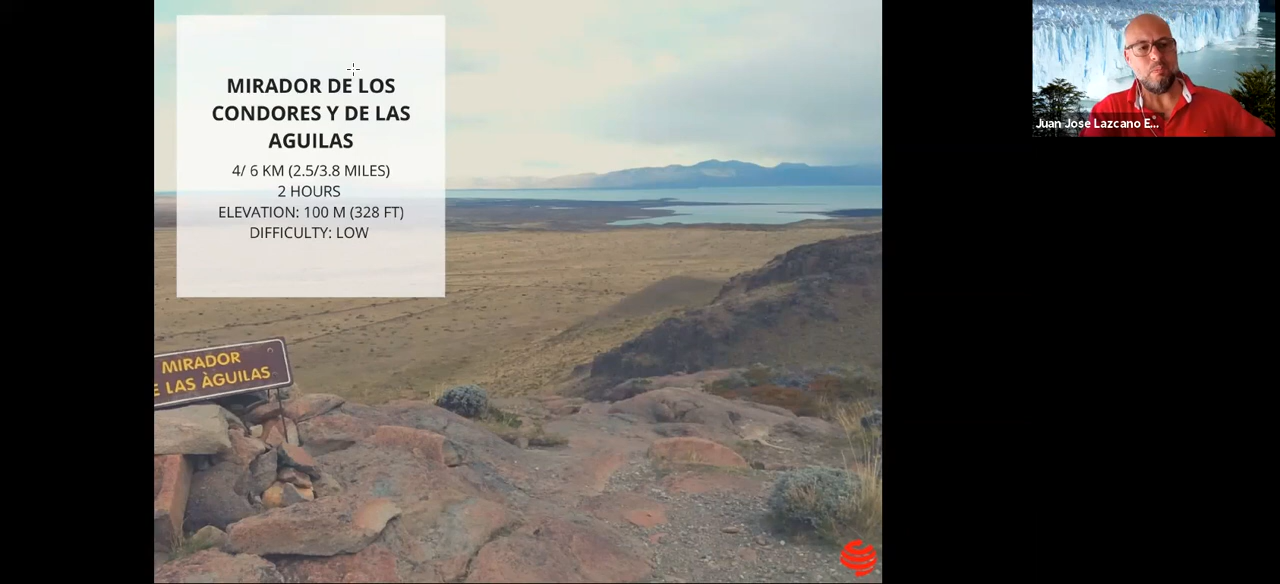 MIRADOR DE LOS
CONDORES Y DE LAS
AGUILAS
4/ 6 KM (2.5/3.8 MILES)
2 HOURS
ELEVATION: 100 M (328 FT)
DIFFICULTY: LOW
MIRADOR
E LAS ÀGUILAS
Juan Jose Lazcano E...